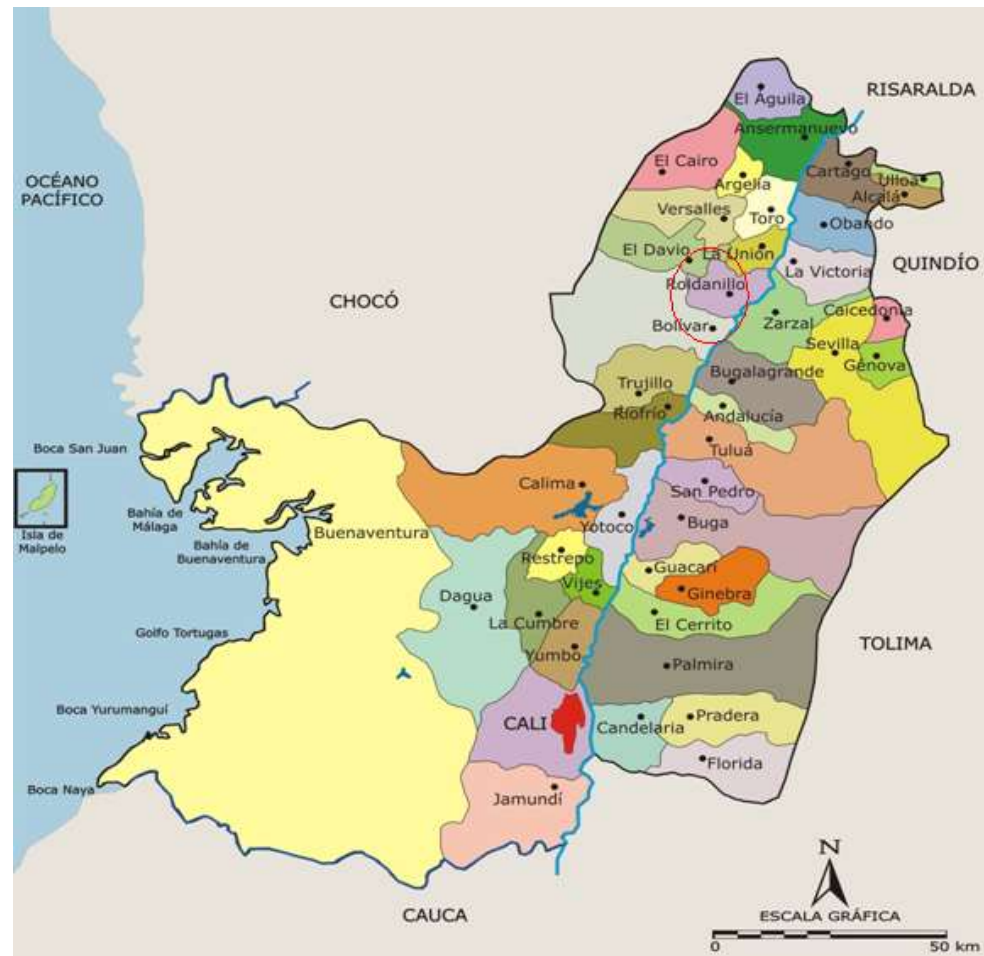 El Águila
RISARALDA
Ansermanuevo
El Cairo
Cartago
Ulloa
Argelia
Alcalá
OCÉANO
PACÍFICO
Versalles
Toro
Obando
El Davio
La Unión
La Victoria
QUINDÍO
Roldanillo
CHOCÓ
Caicedonia
Bolívar
Zarzal
Sevilla
Génova
Bugalagrande
Trujillo
Riofrío
Andalucía
Tuluá
Boca San Juan
Calima
San Pedro
Isla de
Malpelo
Bahía de
Málaga
Yotoco
Buga
Buenaventura
Bahía de
Buenaventura
Restrepo
Guacarí
Vijes
Ginebra
Dagua
La Cumbre
El Cerrito
Golfo Tortugas
TOLIMA
Yumbo
Palmira
Boca Yurumanguí
CALI
Candelaria
Pradera
Florida
Boca Naya
Jamundí
N
CAUCA
ESCALA GRÁFICA
0
50 km